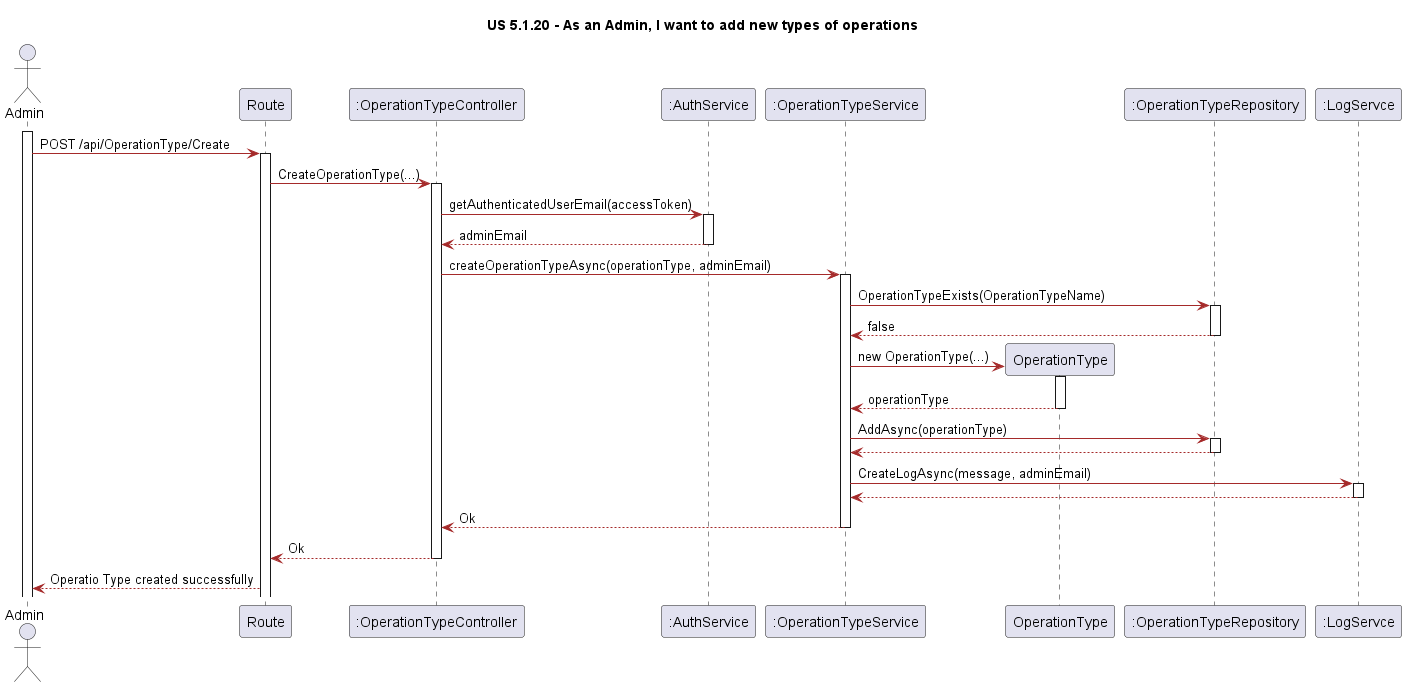 US 5.1.20 - As an Admin, I want to add new types of operations
Admin
Route
:OperationTypeController
:AuthService
:OperationTypeService
:OperationTypeRepository
:LogServce
POST /api/OperationType/Create
CreateOperationType(...)
getAuthenticatedUserEmail(accessToken)
adminEmail
createOperationTypeAsync(operationType, adminEmail)
OperationTypeExists(OperationTypeName)
false
new OperationType(...)
OperationType
operationType
AddAsync(operationType)
CreateLogAsync(message, adminEmail)
Ok
Ok
Operatio Type created successfully
Admin
Route
:OperationTypeController
:AuthService
:OperationTypeService
OperationType
:OperationTypeRepository
:LogServce